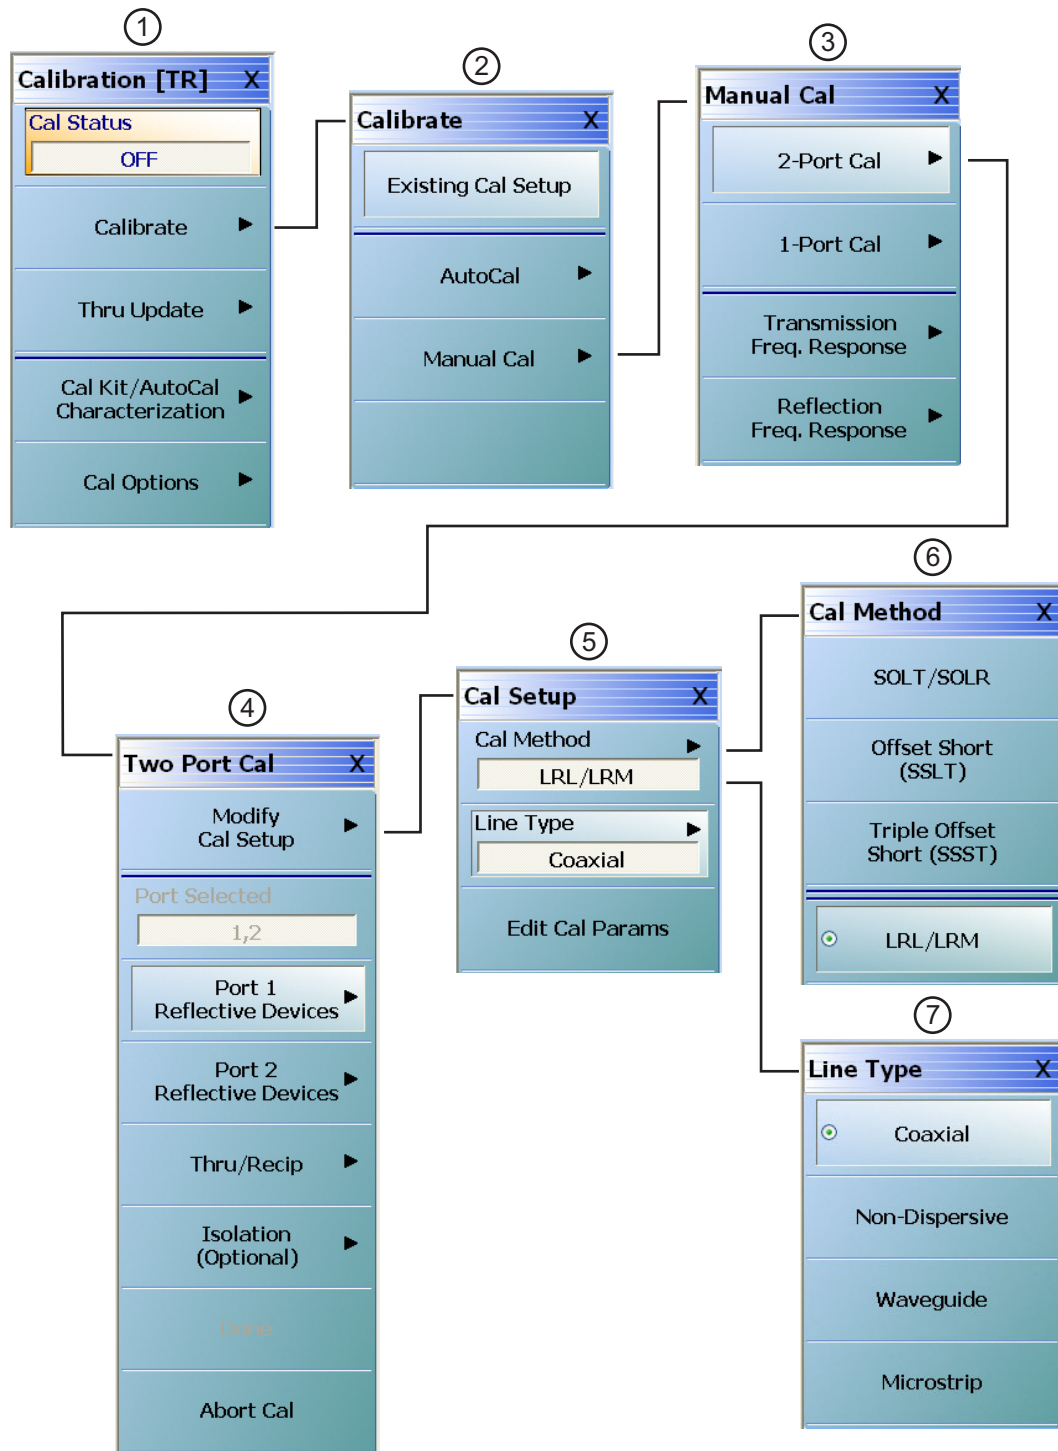 1
Calibration [TR] X
Cal Status
OFF
Calibrate
Thru Update
Cal Kit/AutoCal
Characterization
Cal Options
2
Calibrate X
Existing Cal Setup
AutoCal
Manual Cal
3
Manual Cal X
2-Port Cal
1-Port Cal
Transmission
Freq. Response
Reflection
Freq. Response
4
Two Port Cal X
Modify
Cal Setup
Port Selected
1,2
Port 1
Reflective Devices
Port 2
Reflective Devices
Thru/Recip
Isolation
(Optional)
Done
Abort Cal
5
Cal Setup X
Cal Method
LRL/LRM
Line Type
Coaxial
Edit Cal Params
6
Cal Method X
SOLT/SOLR
Offset Short
(SSLT)
Triple Offset
Short (SSST)
LRL/LRM
7
Line Type X
Coaxial
Non-Dispersive
Waveguide
Microstrip